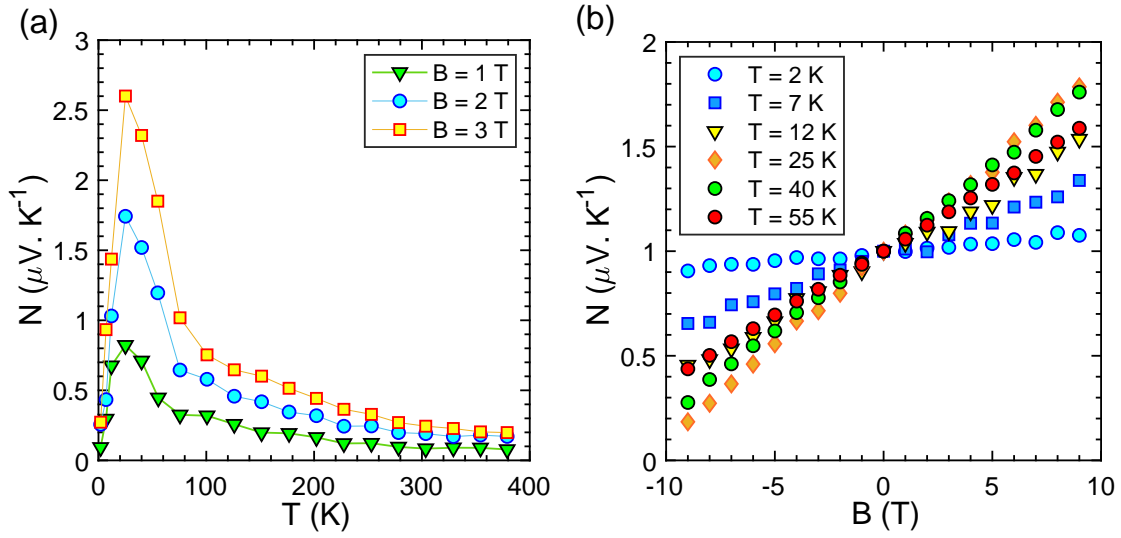 (a)
3
2.5
2
1.5
1
0.5
0
N (μV. K⁻¹)
0 100 200 300 400
T (K)
B = 1 T
B = 2 T
B = 3 T
(b)
2
1.5
1
0.5
0
N (μV. K⁻¹)
-10 -5 0 5 10
B (T)
T = 2 K
T = 7 K
T = 12 K
T = 25 K
T = 40 K
T = 55 K